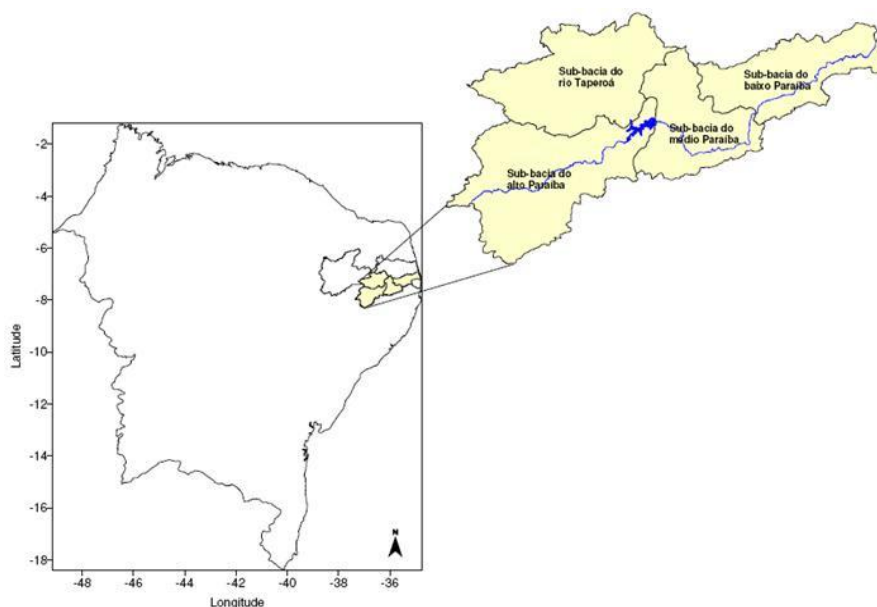 Sub-bacia do
rio Taperoá
Sub-bacia do
baixo Paraíba
Sub-bacia do
médio Paraíba
Sub-bacia do
alto Paraíba
-2
-4
-6
-8
-10
-12
-14
-16
-18
Latitude
N
-48
-46
-44
-42
-40
-38
-36
Longitude